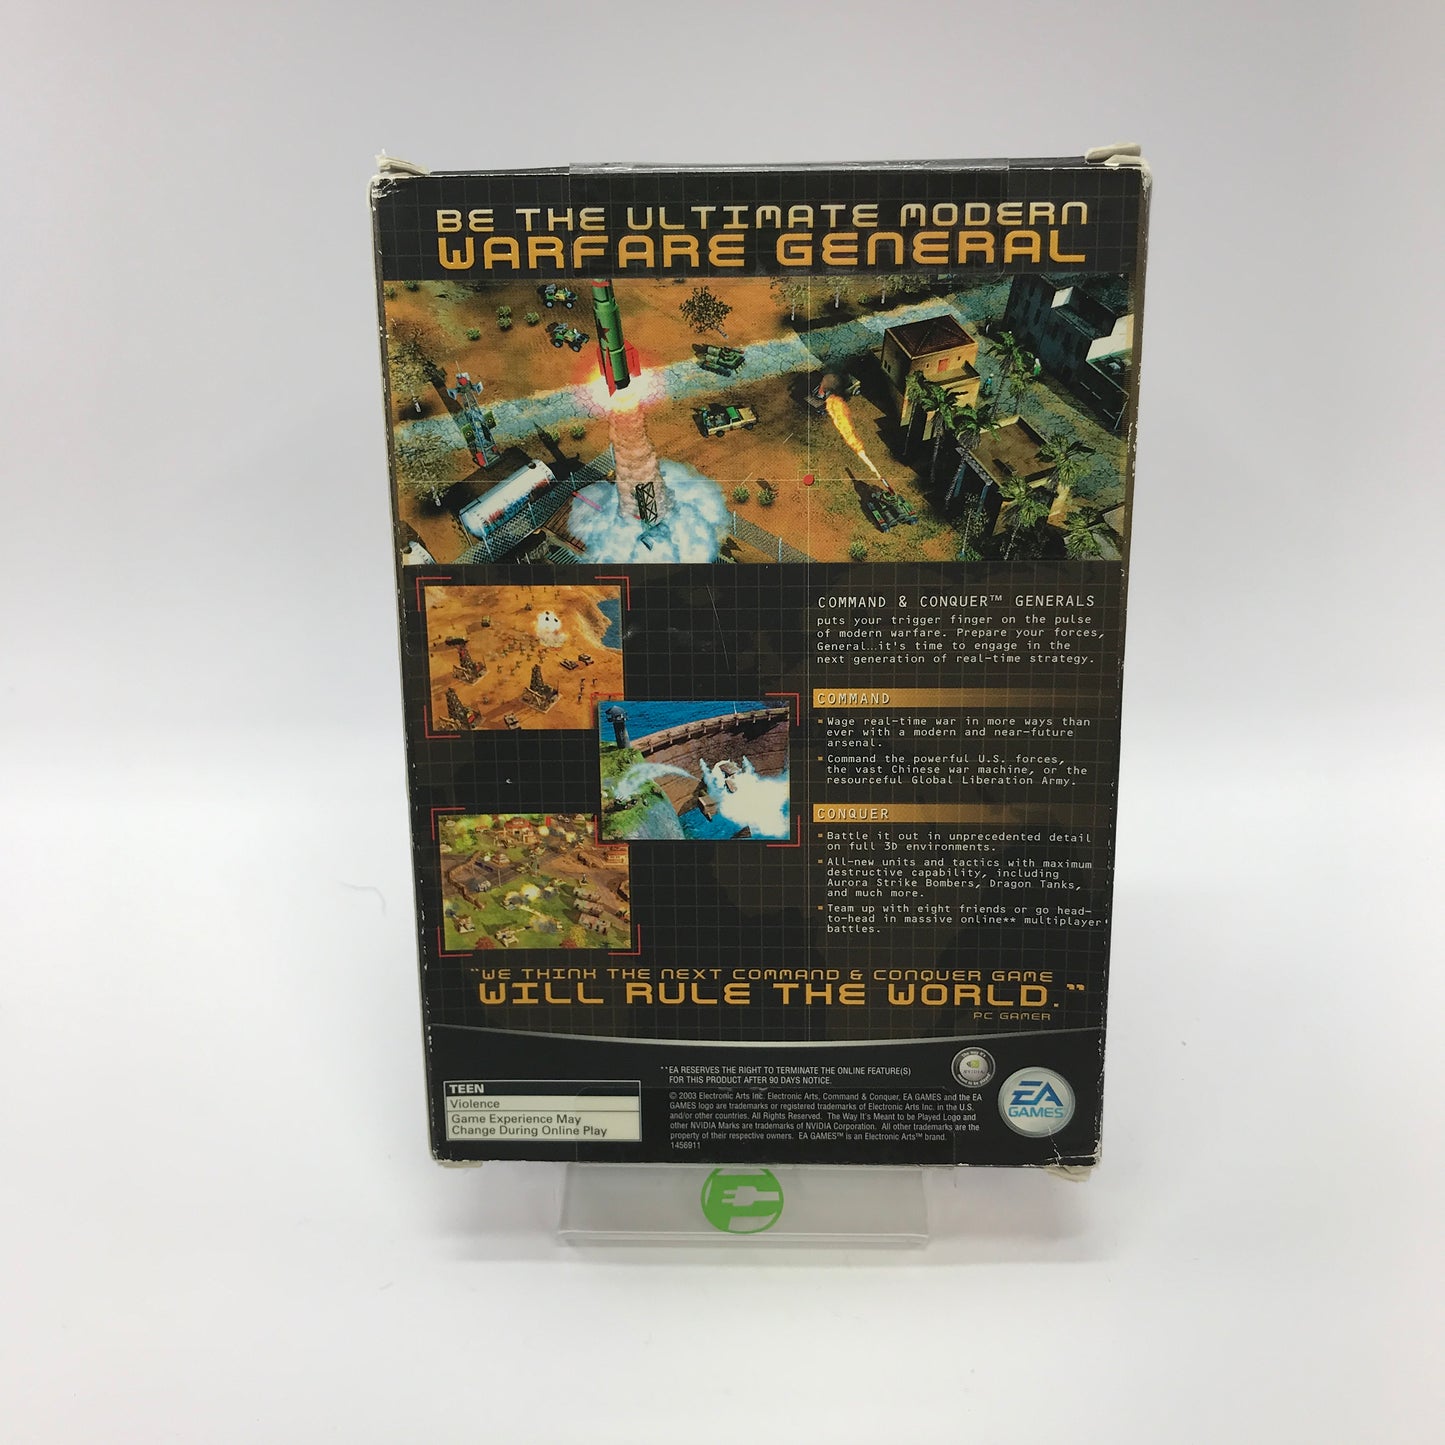 BE THE ULTIMATE MODERN
WARFARE GENERAL
COMMAND & CONQUER™ GENERALS
puts your trigger finger on the pulse
of modern warfare. Prepare your forces,
General...it's time to engage in the
next generation of real-time strategy.
COMMAND
Wage real-time war in more ways than
ever with a modern and near-future
arsenal.
Command the powerful U.S. forces,
the vast Chinese war machine, or the
resourceful Global Liberation Army.
CONQUER
Battle it out in unprecedented detail
on full 3D environments.
All-new units and tactics with maximum
destructive capability, including
Aurora Strike Bombers, Dragon Tanks,
and much more.
Team up with eight friends or go head-
to-head in massive online** multiplayer
battles.
"WE THINK THE NEXT COMMAND & CONQUER GAME
WILL RULE THE WORLD."
PC GAMER
**EA RESERVES THE RIGHT TO TERMINATE THE ONLINE FEATURE(S)
FOR THIS PRODUCT AFTER 90 DAYS NOTICE.
© 2003 Electronic Arts Inc. Electronic Arts, Command & Conquer, EA GAMES and the EA
GAMES logo are trademarks or registered trademarks of Electronic Arts Inc. in the U.S.
and/or other countries. All Rights Reserved. The Way It's Meant to be Played Logo and
other NVIDIA Marks are trademarks of NVIDIA Corporation. All other trademarks are the
property of their respective owners. EA GAMES™ is an Electronic Arts™ brand.
1456911
TEEN
Violence
Game Experience May
Change During Online Play
NVIDIA
EA
GAMES